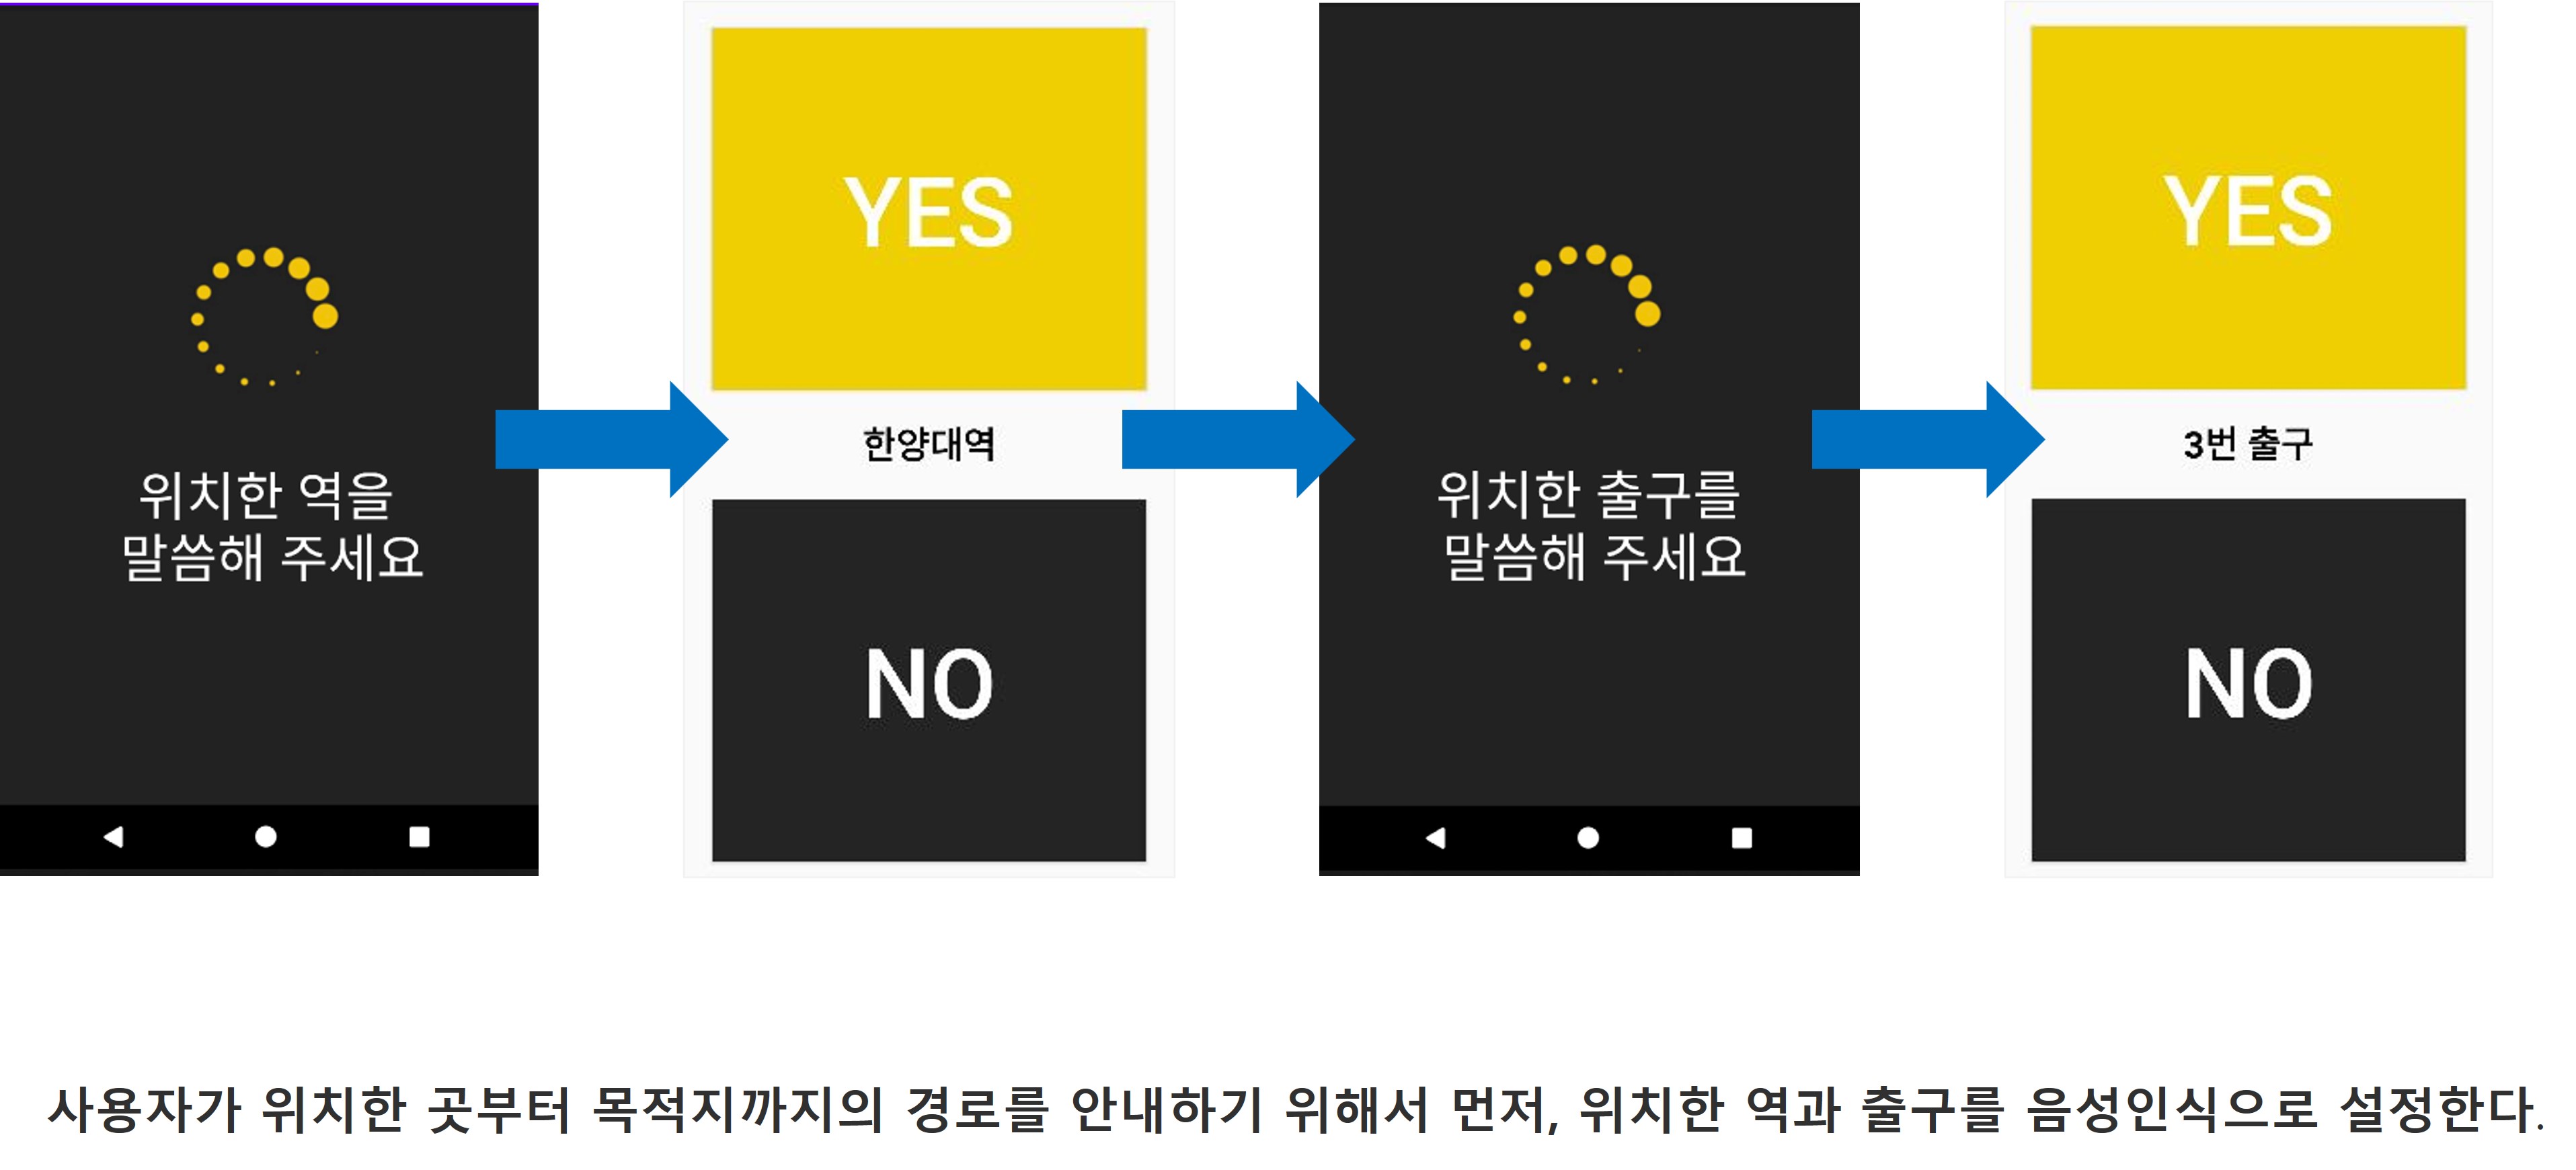 위치한 역을
말씀해 주세요
YES
한양대역
NO
위치한 출구를
말씀해 주세요
YES
3번 출구
NO
사용자가 위치한 곳부터 목적지까지의 경로를 안내하기 위해서 먼저, 위치한 역과 출구를 음성인식으로 설정한다.